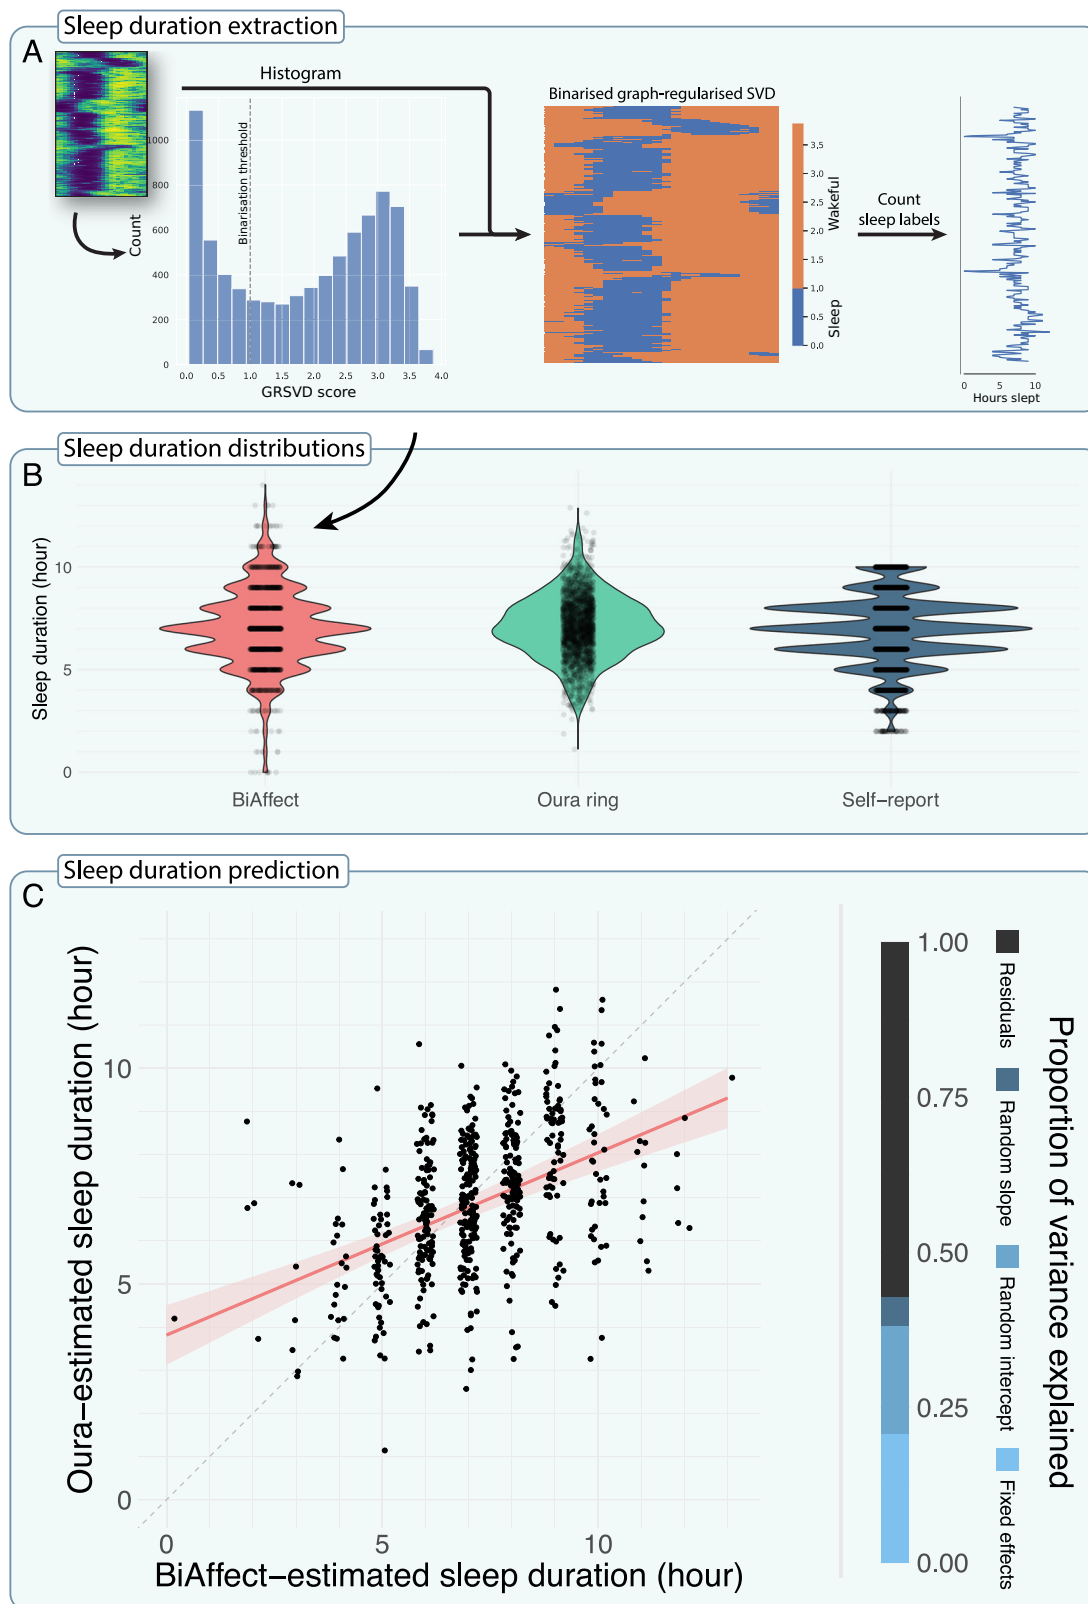 Sleep duration extraction
A
Histogram
Binarised graph-regularised SVD
Count
1000
800
600
400
200
0
Binarisation threshold
0.0 0.5 1.0 1.5 2.0 2.5 3.0 3.5 4.0
GRSVD score
3.5
3.0
2.5
2.0
1.5
1.0
0.5
0.0
Wakeful
Sleep
Count
sleep labels
0 5 10
Hours slept
Sleep duration distributions
B
Sleep duration (hour)
10
5
0
BiAffect Oura ring Self−report
Sleep duration prediction
C
Oura−estimated sleep duration (hour)
10
5
0
0 5 10
BiAffect−estimated sleep duration (hour)
1.00
0.75
0.50
0.25
0.00
Residuals
Random slope
Random intercept
Fixed effects
Proportion of variance explained